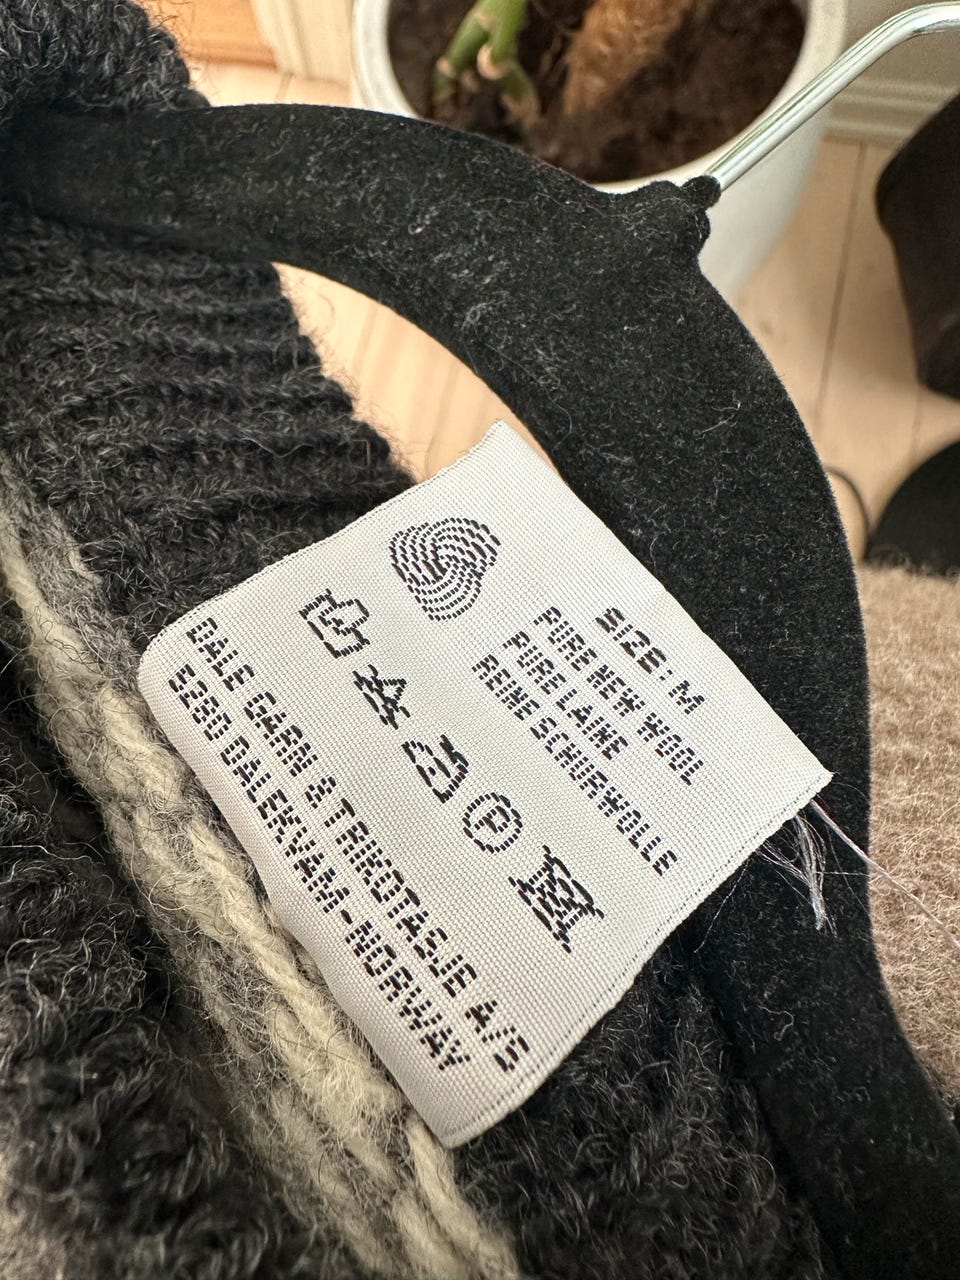 SIZE: M
PURE NEW WOOL
PURE LAINE
REINE SCHURWOLLE
P
DALE GARN & TRIKOTASJE A/S
5280 DALEKVAM-NORWAY